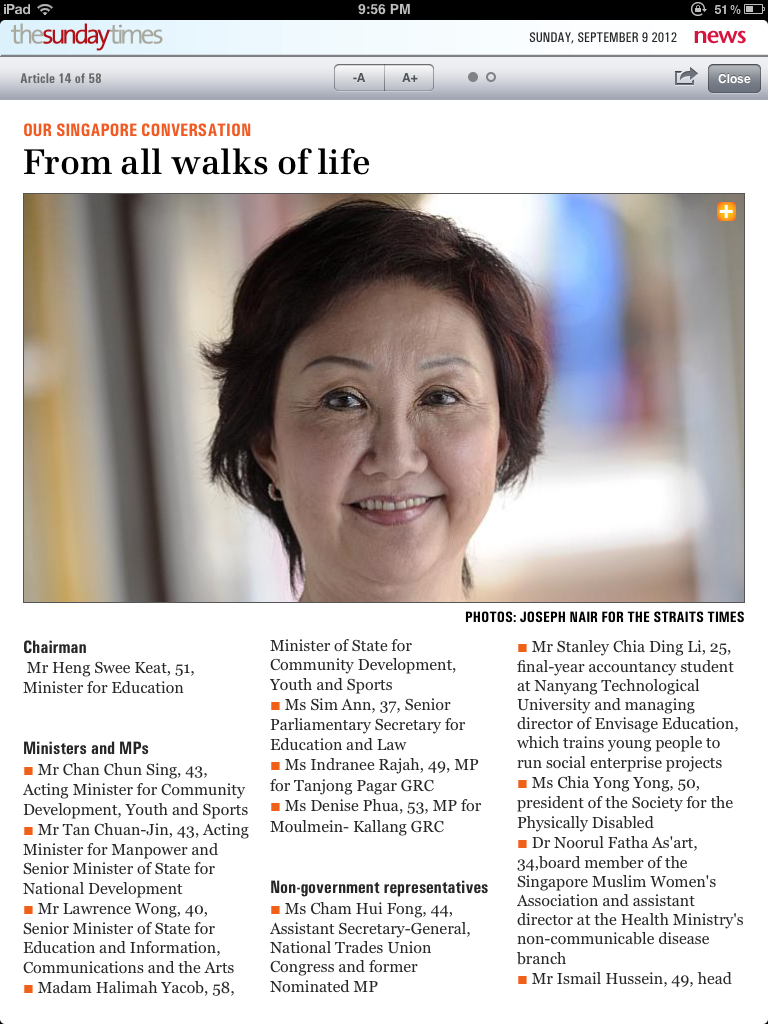 iPad
9:56 PM
51%
thesundaytimes
SUNDAY, SEPTEMBER 9 2012 news
Article 14 of 58
-A A+
Close
OUR SINGAPORE CONVERSATION
From all walks of life
PHOTOS: JOSEPH NAIR FOR THE STRAITS TIMES
Chairman
Mr Heng Swee Keat, 51,
Minister for Education
Ministers and MPs
■ Mr Chan Chun Sing, 43,
Acting Minister for Community
Development, Youth and Sports
■ Mr Tan Chuan-Jin, 43, Acting
Minister for Manpower and
Senior Minister of State for
National Development
■ Mr Lawrence Wong, 40,
Senior Minister of State for
Education and Information,
Communications and the Arts
■ Madam Halimah Yacob, 58,
Minister of State for
Community Development,
Youth and Sports
■ Ms Sim Ann, 37, Senior
Parliamentary Secretary for
Education and Law
■ Ms Indranee Rajah, 49, MP
for Tanjong Pagar GRC
■ Ms Denise Phua, 53, MP for
Moulmein- Kallang GRC
Non-government representatives
■ Ms Cham Hui Fong, 44,
Assistant Secretary-General,
National Trades Union
Congress and former
Nominated MP
■ Mr Stanley Chia Ding Li, 25,
final-year accountancy student
at Nanyang Technological
University and managing
director of Envisage Education,
which trains young people to
run social enterprise projects
■ Ms Chia Yong Yong, 50,
president of the Society for the
Physically Disabled
■ Dr Noorul Fatha As'art,
34,board member of the
Singapore Muslim Women's
Association and assistant
director at the Health Ministry's
non-communicable disease
branch
■ Mr Ismail Hussein, 49, head